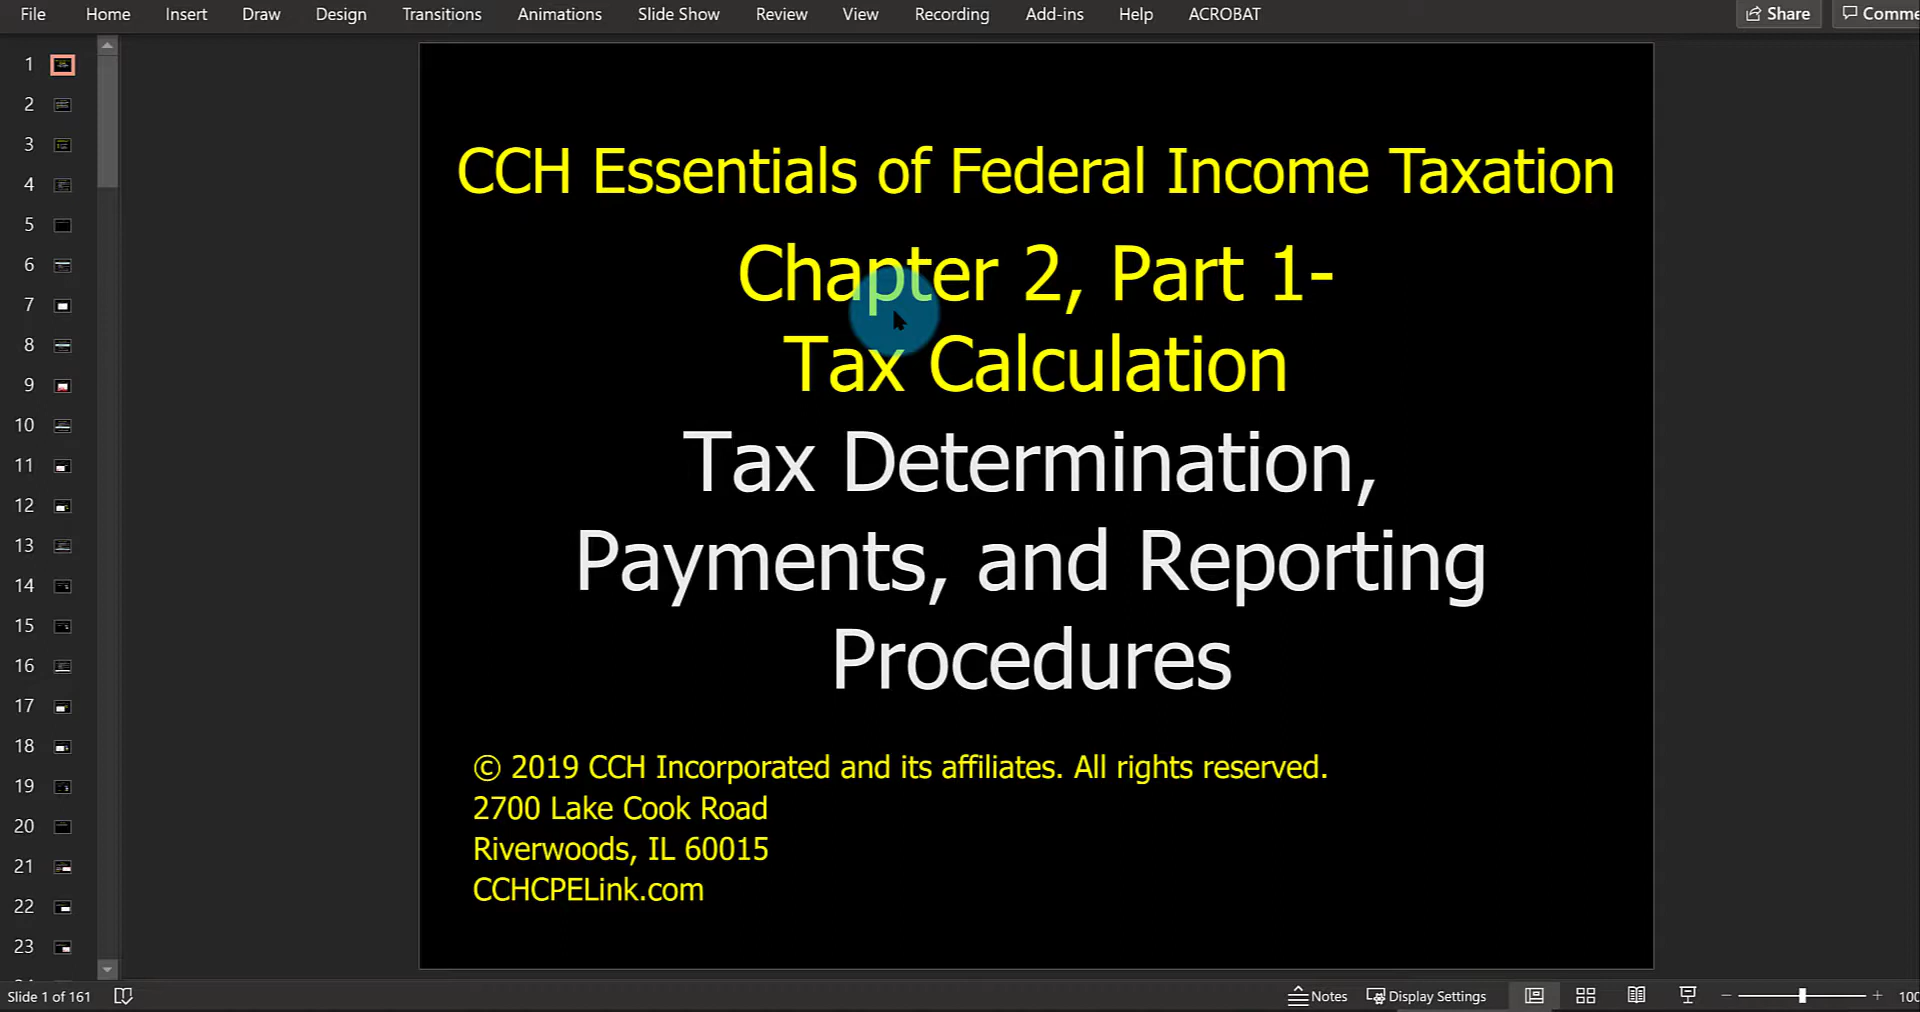 File Home Insert Draw Design Transitions Animations Slide Show Review View Recording Add-ins Help ACROBAT Share
1
2
3
4
5
6
7
8
9
10
11
12
13
14
15
16
17
18
19
20
21
22
23
CCH Essentials of Federal Income Taxation
Chapter 2, Part 1-
Tax Calculation
Tax Determination,
Payments, and Reporting
Procedures
© 2019 CCH Incorporated and its affiliates. All rights reserved.
2700 Lake Cook Road
Riverwoods, IL 60015
CCHCPELink.com
Slide 1 of 161 Notes Display Settings